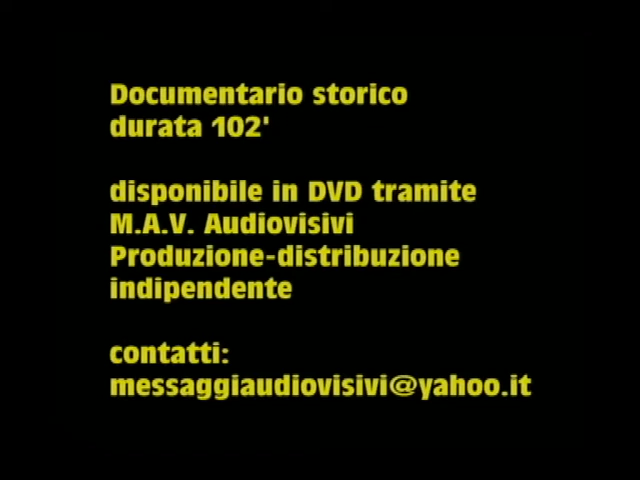 Documentario storico
durata 102'
disponibile in DVD tramite
M.A.V. Audiovisivi
Produzione-distribuzione
indipendente
contatti:
messaggiaudiovisivi@yahoo.it